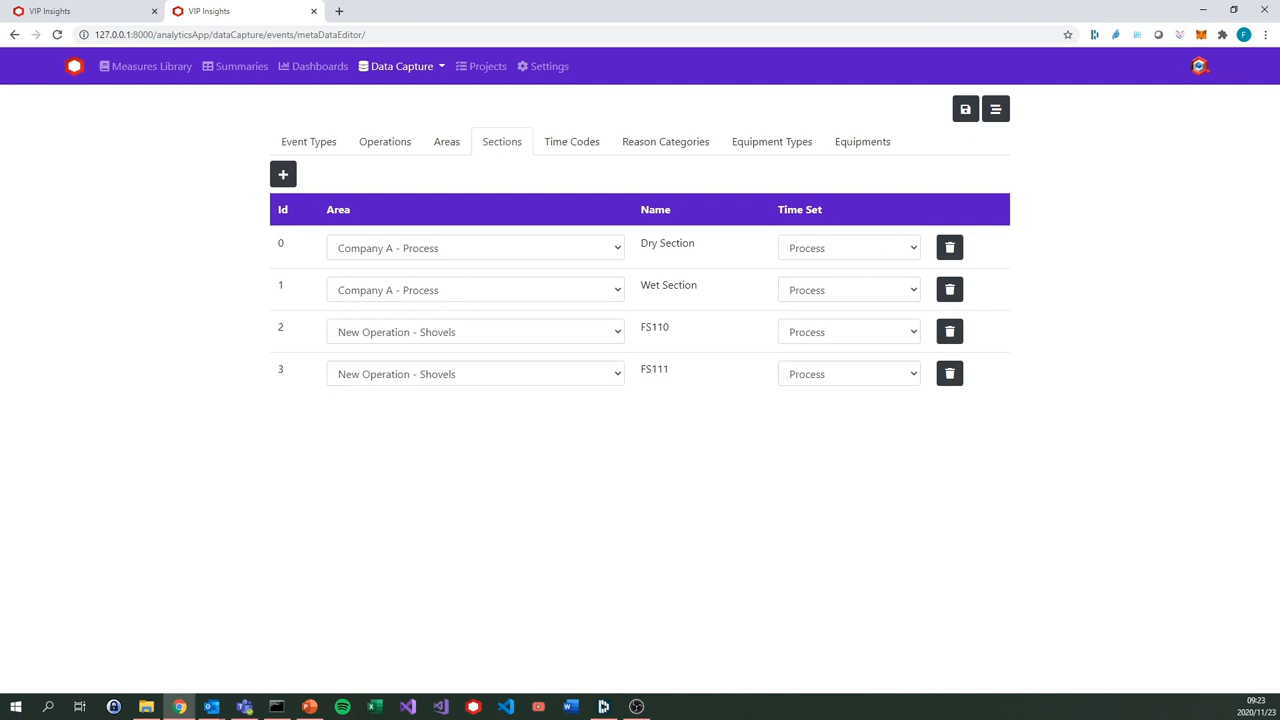 VIP Insights
VIP Insights
127.0.0.1:8000/analyticsApp/dataCapture/events/metaDataEditor/
F
Measures Library Summaries Dashboards Data Capture Projects Settings
Event Types Operations Areas Sections Time Codes Reason Categories Equipment Types Equipments
Id Area Name Time Set
0 Company A - Process Dry Section Process
1 Company A - Process Wet Section Process
2 New Operation - Shovels FS110 Process
3 New Operation - Shovels FS111 Process
09:23
2020/11/23